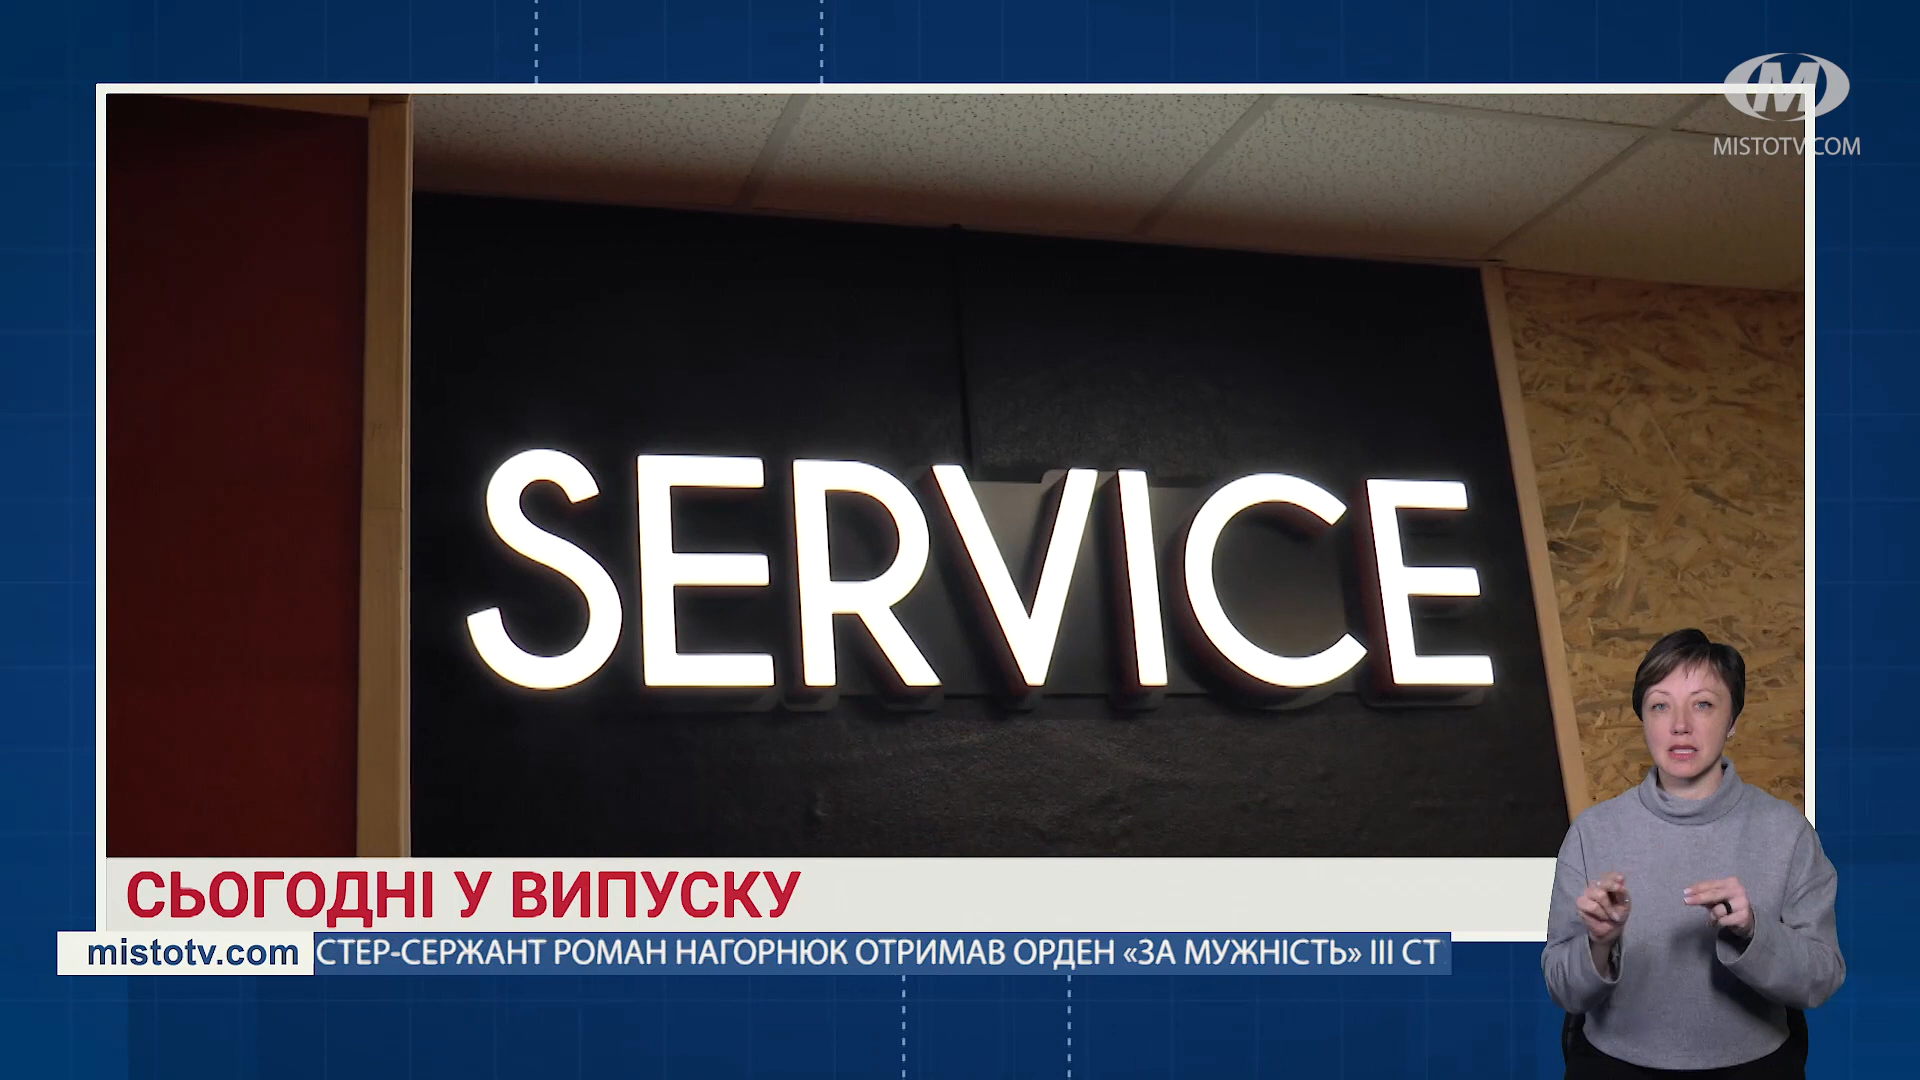 M
MISTOTV.COM
SERVICE
СЬОГОДНІ У ВИПУСКУ
mistotv.com
СТЕР-СЕРЖАНТ РОМАН НАГОРНЮК ОТРИМАВ ОРДЕН «ЗА МУЖНІСТЬ» ІІІ СТ